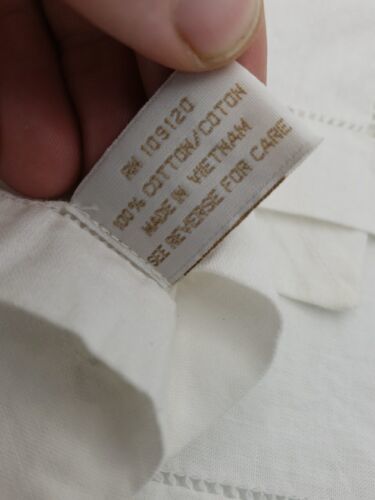 RN 109120
100% COTTON/COTON
MADE IN VIETNAM
SEE REVERSE FOR CARE